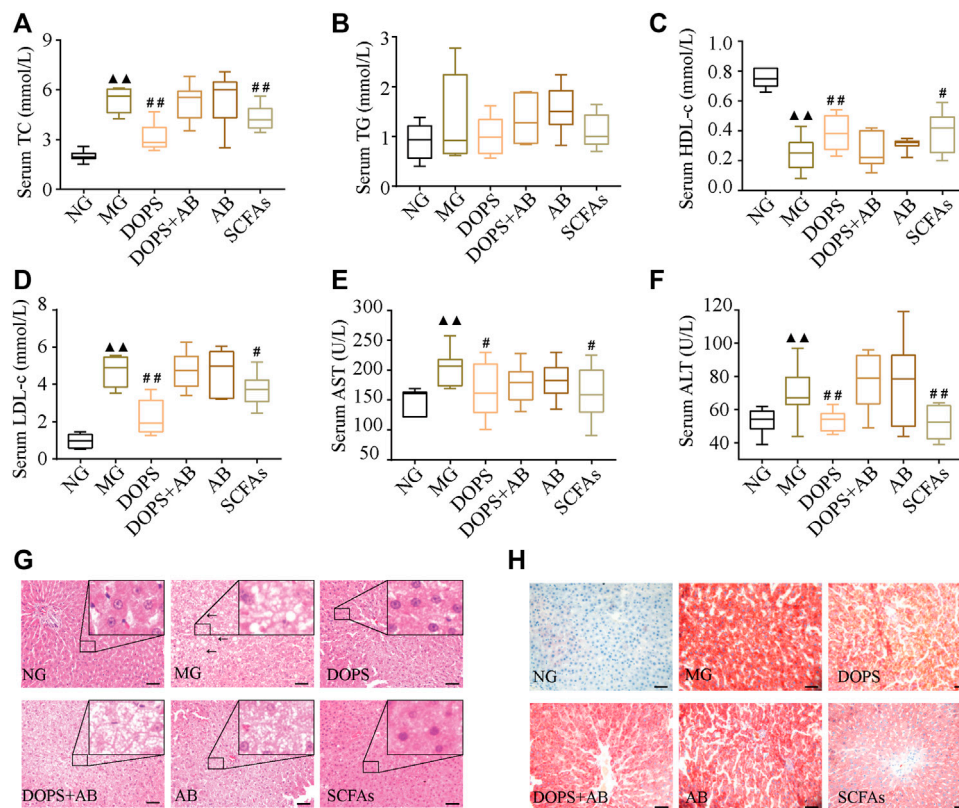 A
Serum TC (mmol/L)
9
6
3
0
▲▲
##
##
NG
MG
DOPS
DOPS+AB
AB
SCFAs
B
Serum TG (mmol/L)
3
2
1
0
NG
MG
DOPS
DOPS+AB
AB
SCFAs
C
Serum HDL-c (mmol/L)
1.0
0.8
0.6
0.4
0.2
0.0
▲▲
##
#
NG
MG
DOPS
DOPS+AB
AB
SCFAs
D
Serum LDL-c (mmol/L)
8
6
4
2
0
▲▲
##
#
NG
MG
DOPS
DOPS+AB
AB
SCFAs
E
Serum AST (U/L)
300
250
200
150
100
50
▲▲
#
#
NG
MG
DOPS
DOPS+AB
AB
SCFAs
F
Serum ALT (U/L)
120
100
80
60
40
▲▲
##
##
NG
MG
DOPS
DOPS+AB
AB
SCFAs
G
NG
MG
DOPS
DOPS+AB
AB
SCFAs
H
NG
MG
DOPS
DOPS+AB
AB
SCFAs